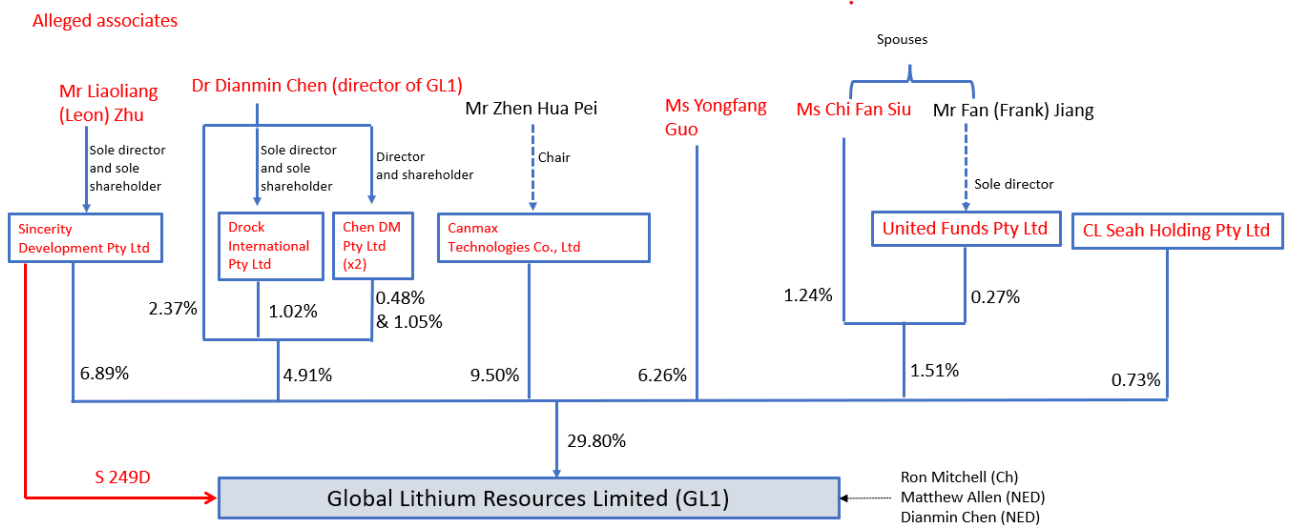 Alleged associates
Spouses
Mr Liaoliang
(Leon) Zhu
Dr Dianmin Chen (director of GL1)
Mr Zhen Hua Pei
Ms Yongfang
Guo
Ms Chi Fan Siu
Mr Fan (Frank) Jiang
Sole director
and sole
shareholder
Sole director
and sole
shareholder
Director
and shareholder
Chair
Sole director
Sincerity
Development Pty Ltd
Drock
International
Pty Ltd
Chen DM
Pty Ltd
(x2)
Canmax
Technologies Co., Ltd
United Funds Pty Ltd
CL Seah Holding Pty Ltd
2.37%
1.02%
0.48%
& 1.05%
1.24%
0.27%
6.89%
4.91%
9.50%
6.26%
1.51%
0.73%
29.80%
S 249D
Global Lithium Resources Limited (GL1)
Ron Mitchell (Ch)
Matthew Allen (NED)
Dianmin Chen (NED)